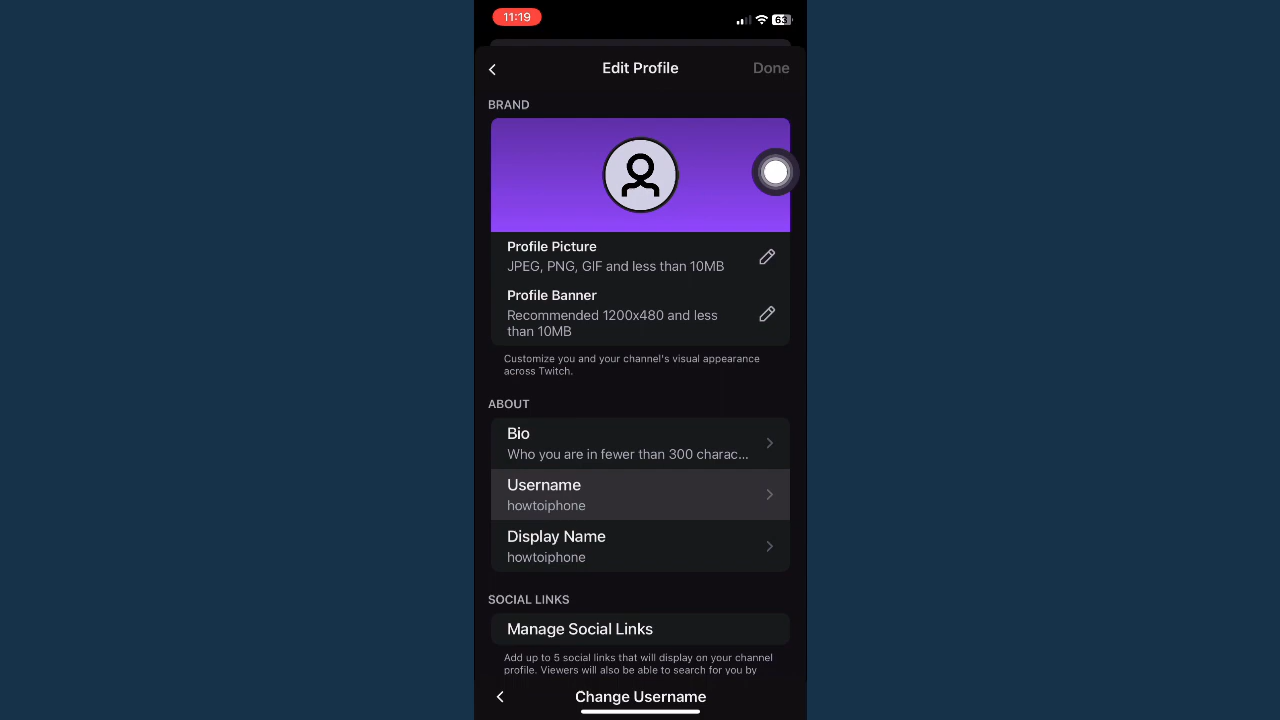 11:19
63
Edit Profile
Done
BRAND
Profile Picture
JPEG, PNG, GIF and less than 10MB
Profile Banner
Recommended 1200x480 and less
than 10MB
Customize you and your channel's visual appearance
across Twitch.
ABOUT
Bio
Who you are in fewer than 300 charac...
Username
howtoiphone
Display Name
howtoiphone
SOCIAL LINKS
Manage Social Links
Add up to 5 social links that will display on your channel
profile. Viewers will also be able to search for you by
Change Username